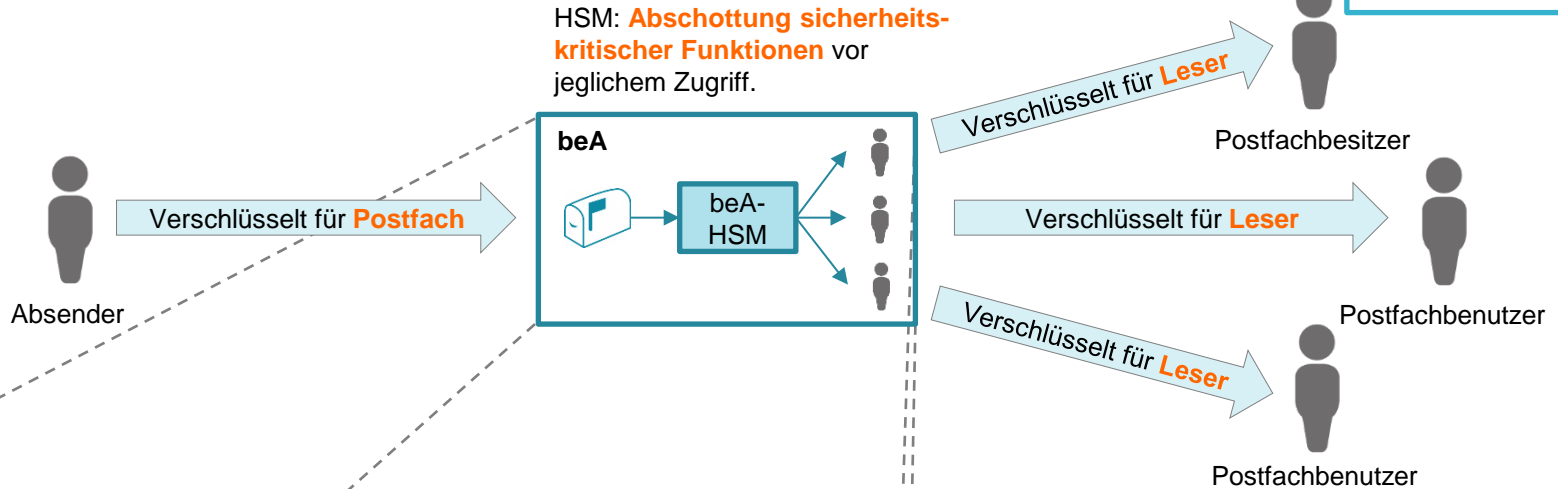 HSM: Abschottung sicherheits-
kritischer Funktionen vor
jeglichem Zugriff.
Verschlüsselt für Leser
Postfachbesitzer
beA
beA-
HSM
Verschlüsselt für Postfach
Verschlüsselt für Leser
Absender
Verschlüsselt für Leser
Postfachbenutzer
Postfachbenutzer